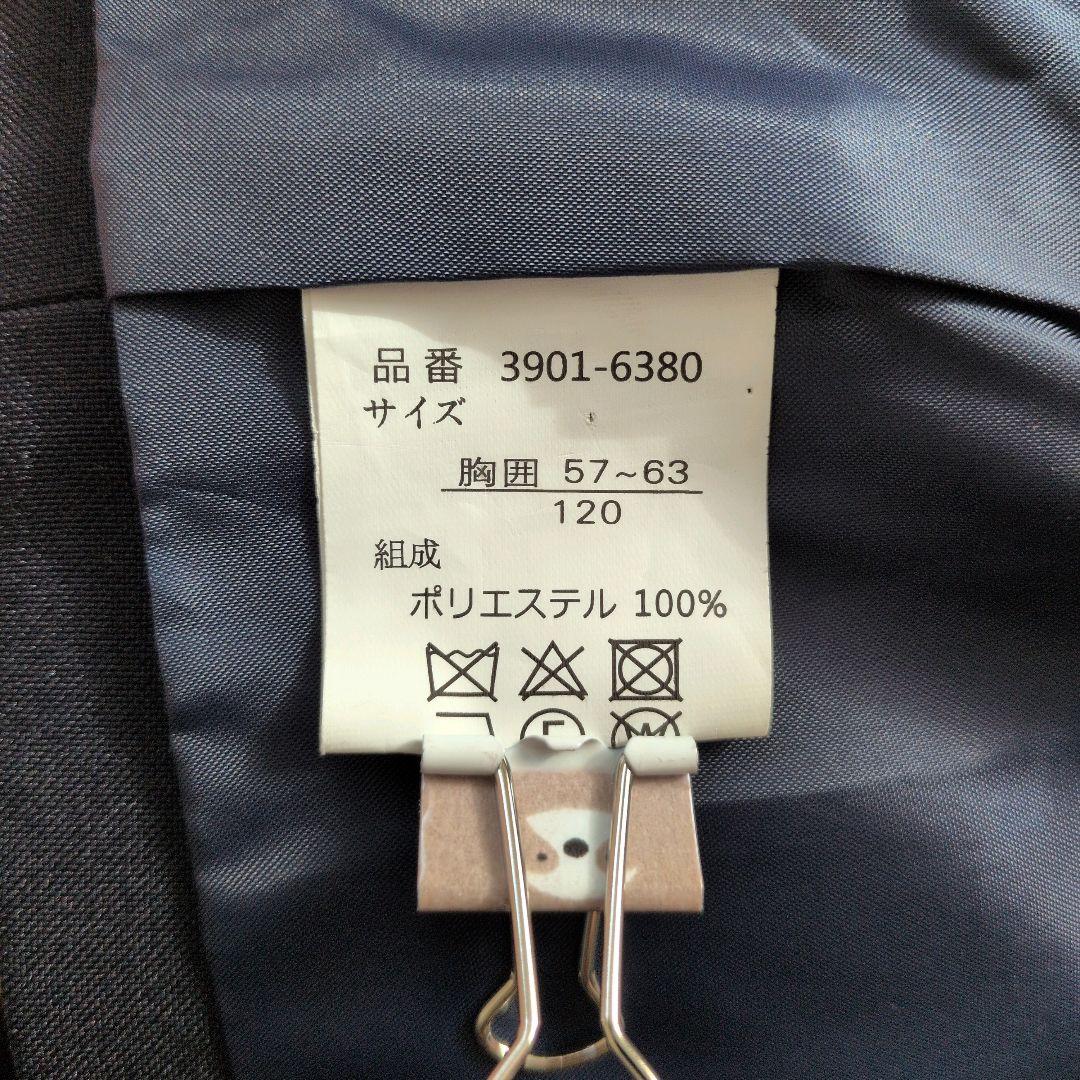 品番 3901-6380
サイズ
胸囲 57~63
120
組成
ポリエステル 100%